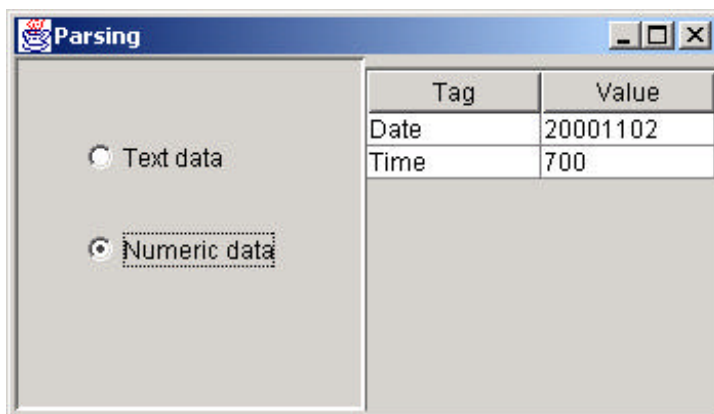 Parsing
Text data
Numeric data
Tag Value
Date 20001102
Time 700